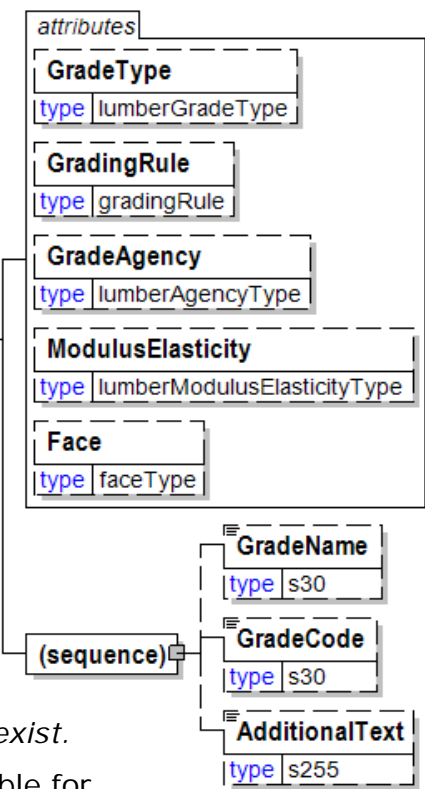 attributes
GradeType
type lumberGradeType
GradingRule
type gradingRule
GradeAgency
type lumberAgencyType
ModulusElasticity
type lumberModulusElasticityType
Face
type faceType
GradeName
type s30
(sequence)
GradeCode
type s30
AdditionalText
type s255
exist.
ble for